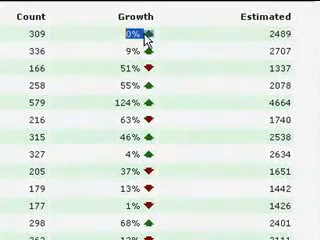 Count Growth Estimated
309 0% 2489
336 9% 2707
166 51% 1337
258 55% 2078
579 124% 4664
216 63% 1740
315 46% 2538
327 4% 2634
205 37% 1651
179 13% 1442
177 1% 1426
298 68% 2401